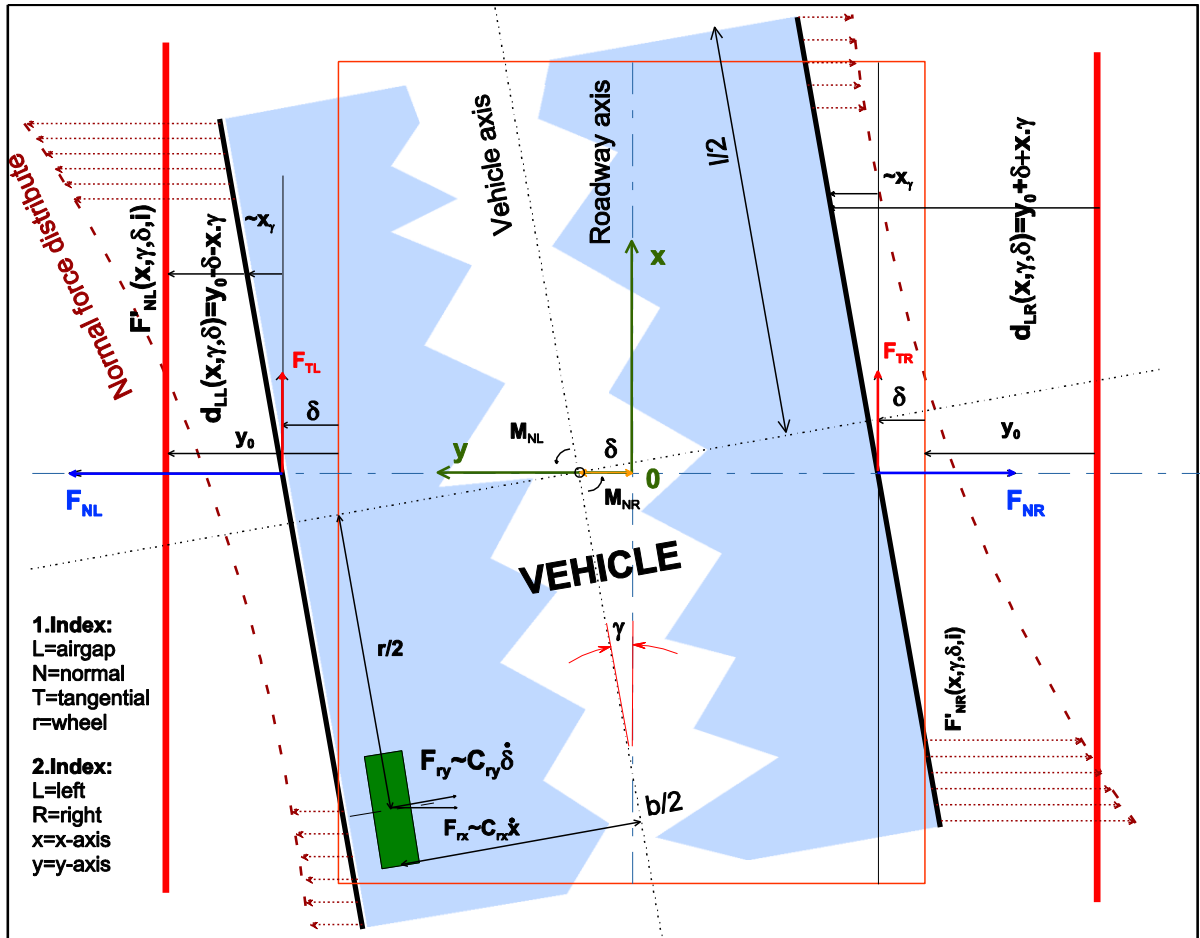 Vehicle axis
Roadway axis
l/2
Normal force distribute
F'NL(x,γ,δ,i)
dLL(x,γ,δ)=y0-δ-x.γ
~xγ
~xγ
dLR(x,γ,δ)=y0+δ+x.γ
x
FTL
FTR
δ
δ
y0
y0
MNL
y
δ
0
MNR
FNL
FNR
VEHICLE
γ
r/2
F'NR(x,γ,δ,i)
1.Index:
L=airgap
N=normal
T=tangential
r=wheel
2.Index:
L=left
R=right
x=x-axis
y=y-axis
Fry~Cryδ̇
Frx~Crxẋ
b/2